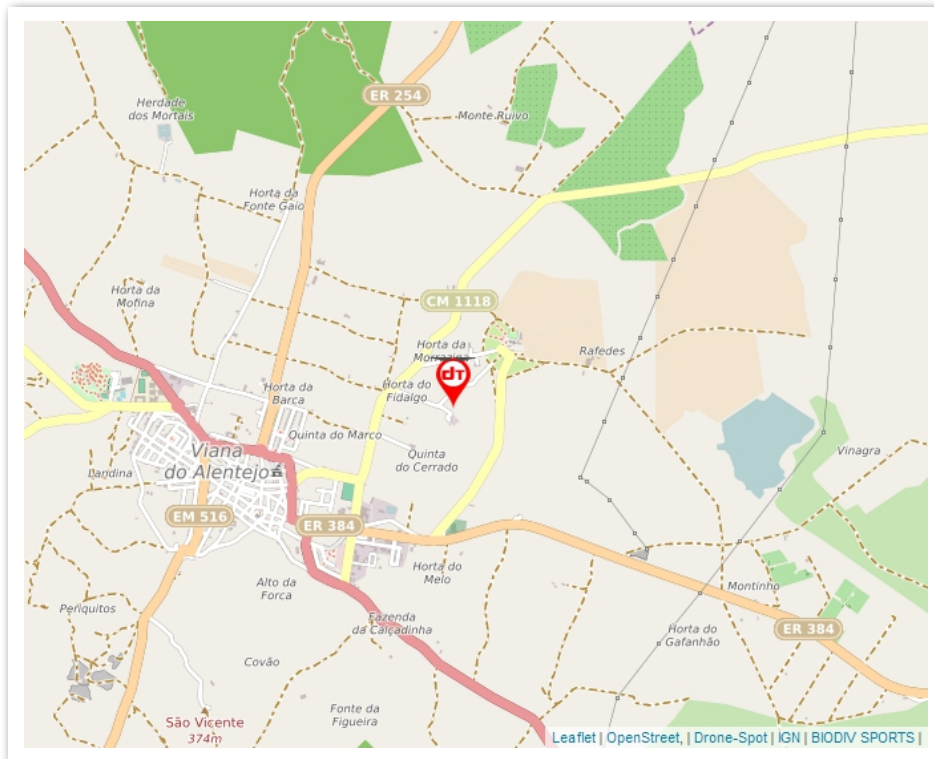 ER 254
Herdade
dos Mortais
Monte Ruivo
Horta da
Fonte Gaio
Horta da
Mofina
CM 1118
Horta da
Morrazina
Rafedes
dT
Horta do
Fidalgo
Horta da
Barca
Quinta do Marco
Viana
do Alentejo
Quinta
do Cerrado
Landina
Vinagra
EM 516
ER 384
Horta do
Melo
Alto da
Forca
Montinho
Periquitos
Fazenda
da Calçadinha
Horta do
Gafanhão
ER 384
Covão
Fonte da
Figueira
São Vicente
374m
Leaflet | OpenStreet, | Drone-Spot | IGN | BIODIV SPORTS |